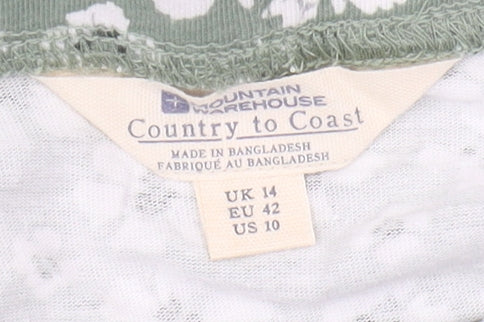 MOUNTAIN
WAREHOUSE
Country to Coast
MADE IN BANGLADESH
FABRIQUÉ AU BANGLADESH
UK 14
EU 42
US 10